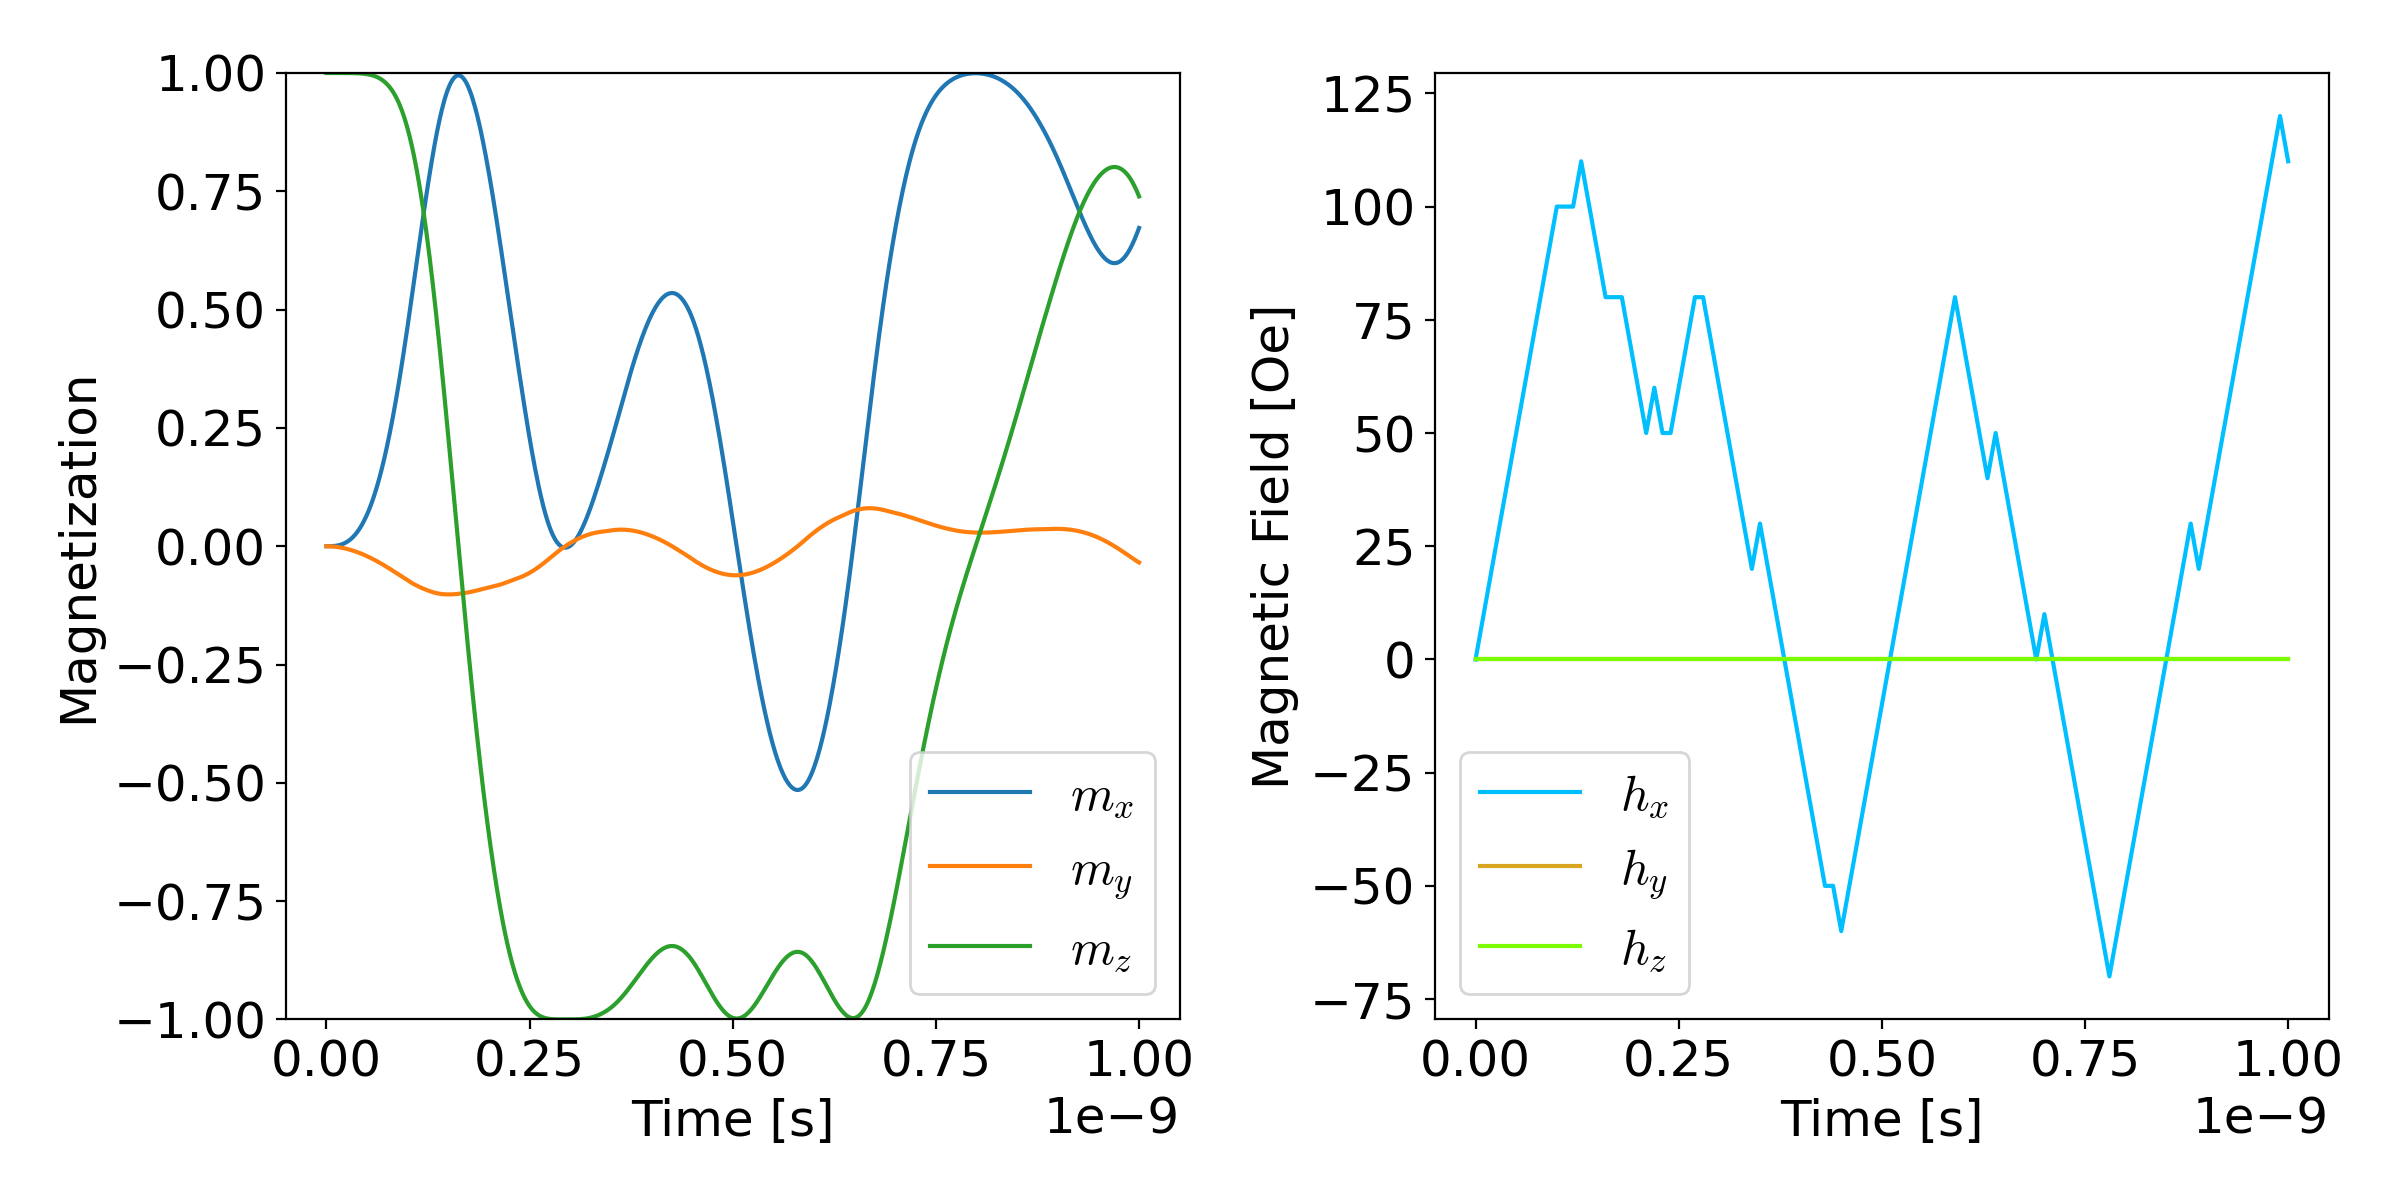 1.00
0.75
0.50
0.25
0.00
−0.25
−0.50
−0.75
−1.00
Magnetization
0.00 0.25 0.50 0.75 1.00
Time [s]
1e−9
m_x
m_y
m_z
125
100
75
50
25
0
−25
−50
−75
Magnetic Field [Oe]
0.00 0.25 0.50 0.75 1.00
Time [s]
1e−9
h_x
h_y
h_z